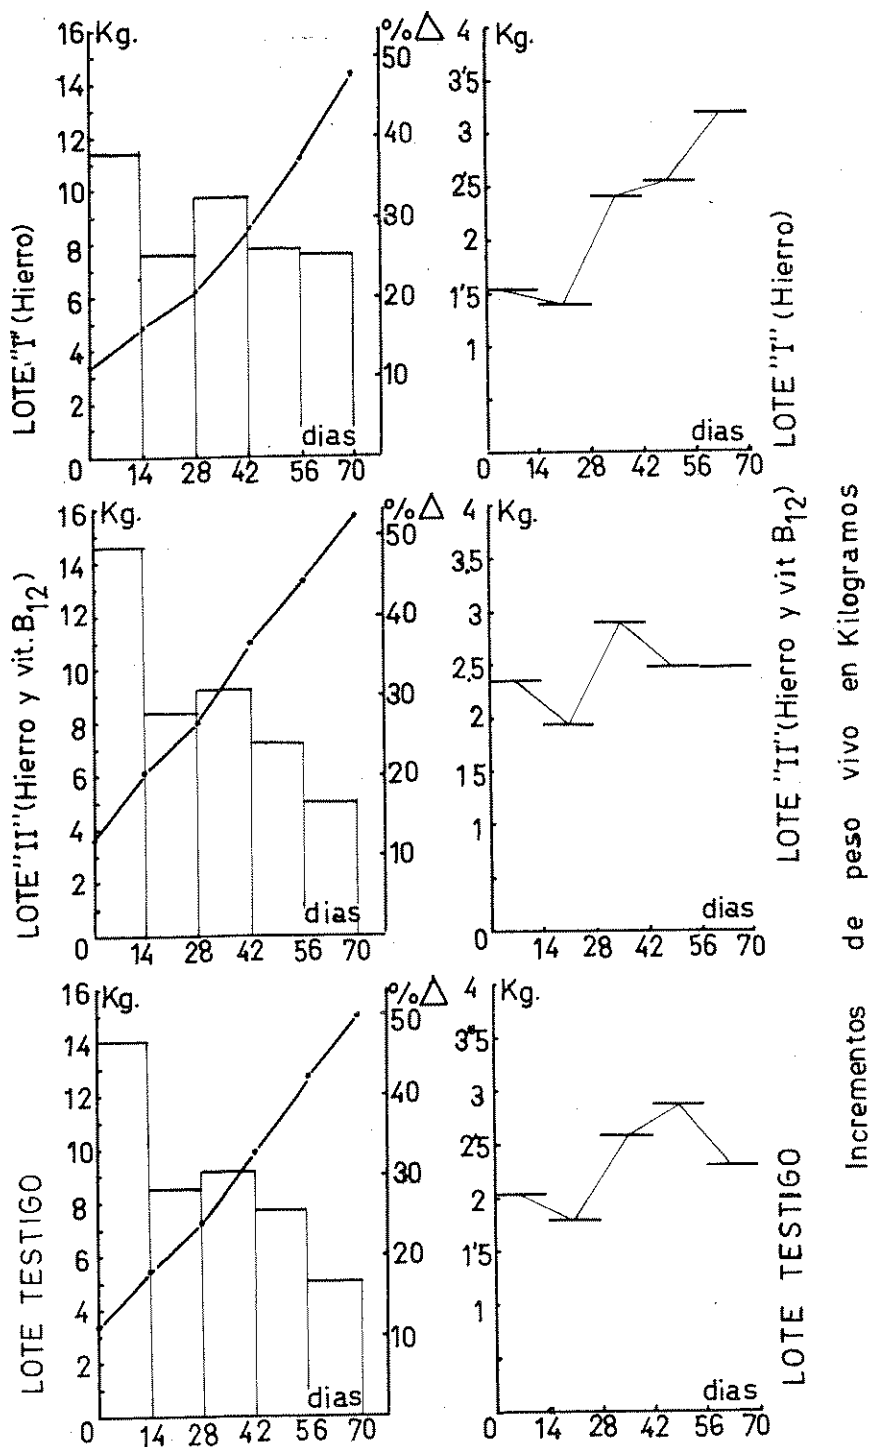 LOTE "I" (Hierro)
16 Kg.
14
12
10
8
6
4
2
0 14 28 42 56 70
dias
%Δ
50
40
30
20
10
4 Kg.
3'5
3
2'5
2
1'5
1
0 14 28 42 56 70
dias
LOTE "I" (Hierro)
LOTE "II" (Hierro y vit. B12)
16 Kg.
14
12
10
8
6
4
2
0 14 28 42 56 70
dias
%Δ
50
40
30
20
10
4 Kg.
3,5
3
2,5
2
1 5
1
0 14 28 42 56 70
dias
LOTE "II" (Hierro y vit B12)
LOTE TESTIGO
16 Kg.
14
12
10
8
6
4
2
0 14 28 42 56 70
dias
%Δ
50
40
30
20
10
4 Kg.
3'5
3
2'5
2
1'5
1
0 14 28 42 56 70
dias
LOTE TESTIGO
Incrementos de peso vivo en Kilogramos